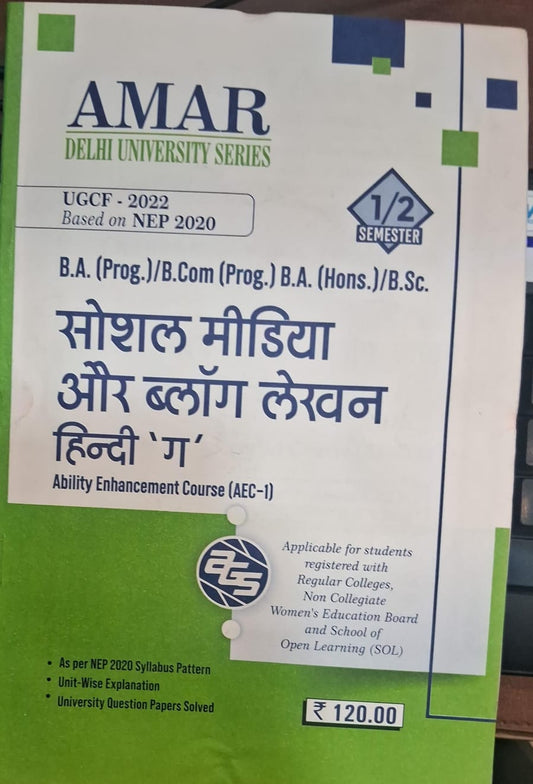 AMAR
DELHI UNIVERSITY SERIES
UGCF - 2022
Based on NEP 2020
1/2
SEMESTER
B.A. (Prog.)/B.Com (Prog.) B.A. (Hons.)/B.Sc.
सोशल मीडिया
और ब्लॉग लेखन
हिन्दी ‘ग’
Ability Enhancement Course (AEC-1)
AGS
Applicable for students
registered with
Regular Colleges,
Non Collegiate
Women's Education Board
and School of
Open Learning (SOL)
• As per NEP 2020 Syllabus Pattern
• Unit-Wise Explanation
• University Question Papers Solved
₹ 120.00